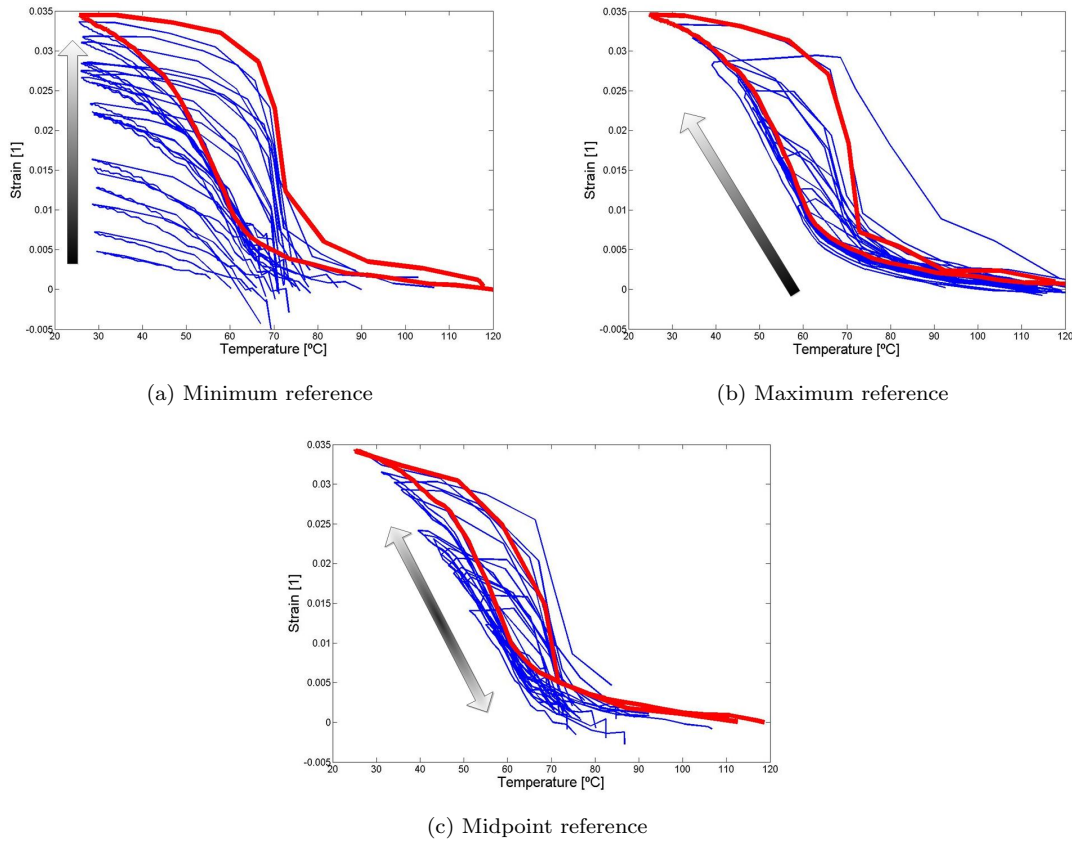 0.035
0.03
0.025
0.02
0.015
0.01
0.005
0
-0.005
Strain [1]
20 30 40 50 60 70 80 90 100 110 120
Temperature [ºC]
(a) Minimum reference
0.035
0.03
0.025
0.02
0.015
0.01
0.005
0
-0.005
Strain [1]
20 30 40 50 60 70 80 90 100 110 120
Temperature [ºC]
(b) Maximum reference
0.035
0.03
0.025
0.02
0.015
0.01
0.005
0
-0.005
Strain [1]
20 30 40 50 60 70 80 90 100 110 120
Temperature [ºC]
(c) Midpoint reference